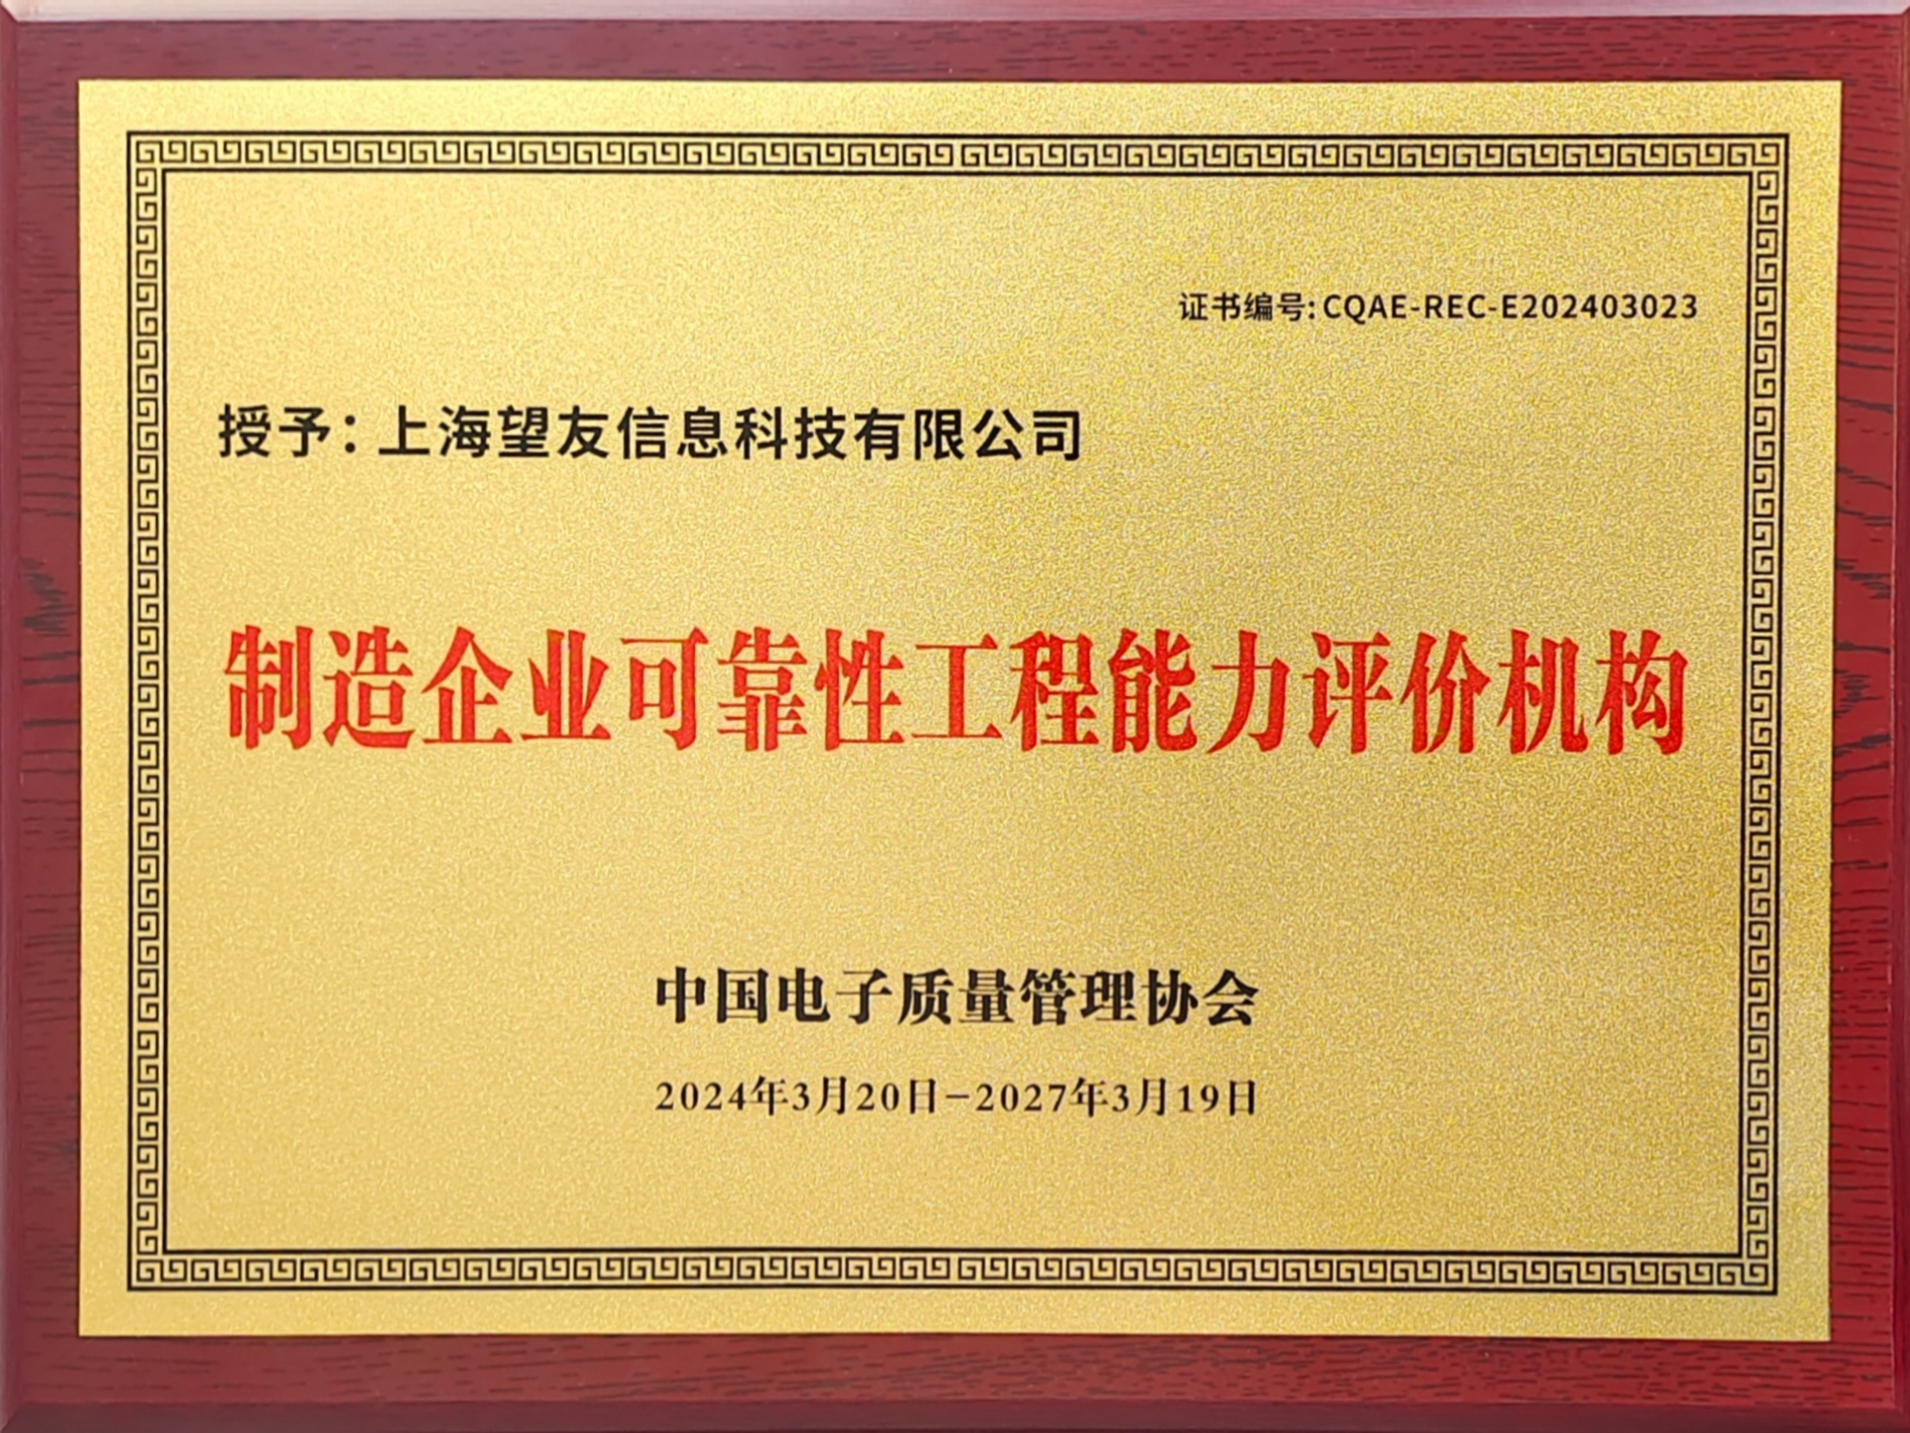 证书编号:CQAE-REC-E202403023
授予：上海望友信息科技有限公司
制造企业可靠性工程能力评价机构
中国电子质量管理协会
2024年3月20日-2027年3月19日